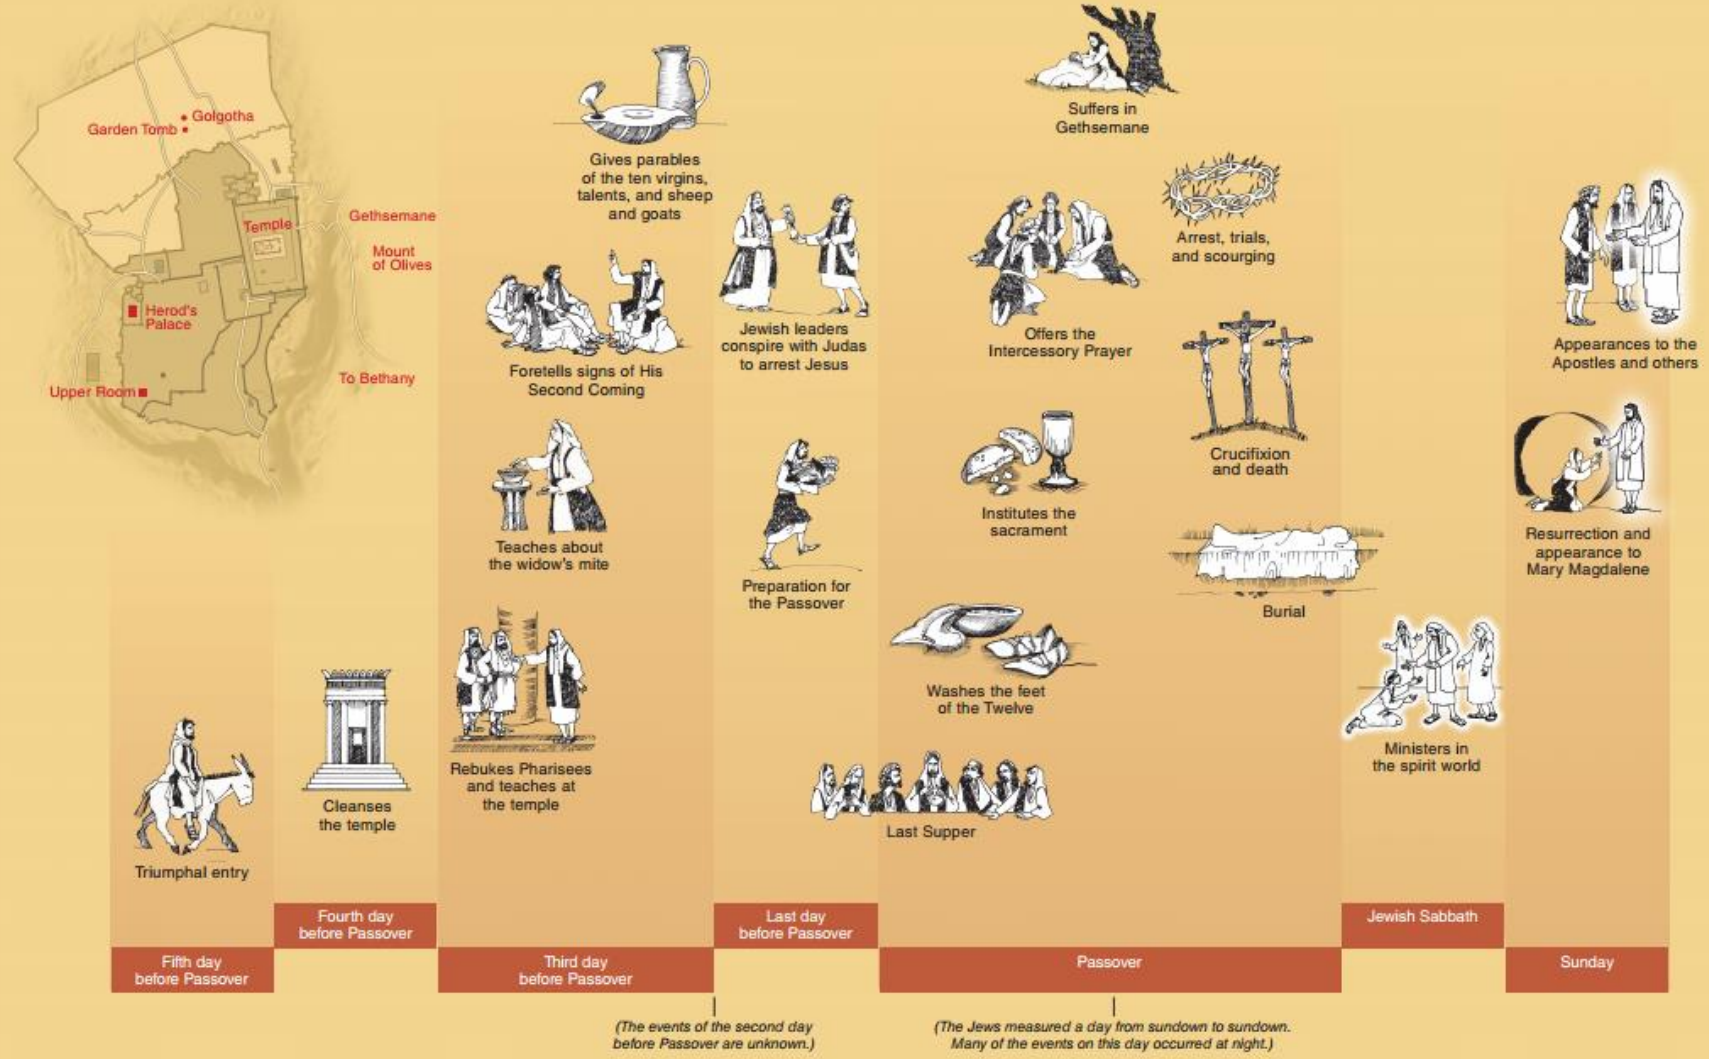 Golgotha
Garden Tomb
Temple
Gethsemane
Mount
of Olives
Herod's
Palace
To Bethany
Upper Room
Triumphal entry
Cleanses
the temple
Gives parables
of the ten virgins,
talents, and sheep
and goats
Foretells signs of His
Second Coming
Teaches about
the widow's mite
Rebukes Pharisees
and teaches at
the temple
Jewish leaders
conspire with Judas
to arrest Jesus
Preparation for
the Passover
Suffers in
Gethsemane
Offers the
Intercessory Prayer
Institutes the
sacrament
Washes the feet
of the Twelve
Last Supper
Arrest, trials,
and scourging
Crucifixion
and death
Burial
Ministers in
the spirit world
Appearances to the
Apostles and others
Resurrection and
appearance to
Mary Magdalene
Fifth day
before Passover
Fourth day
before Passover
Third day
before Passover
Last day
before Passover
Passover
Jewish Sabbath
Sunday
(The events of the second day
before Passover are unknown.)
(The Jews measured a day from sundown to sundown.
Many of the events on this day occurred at night.)